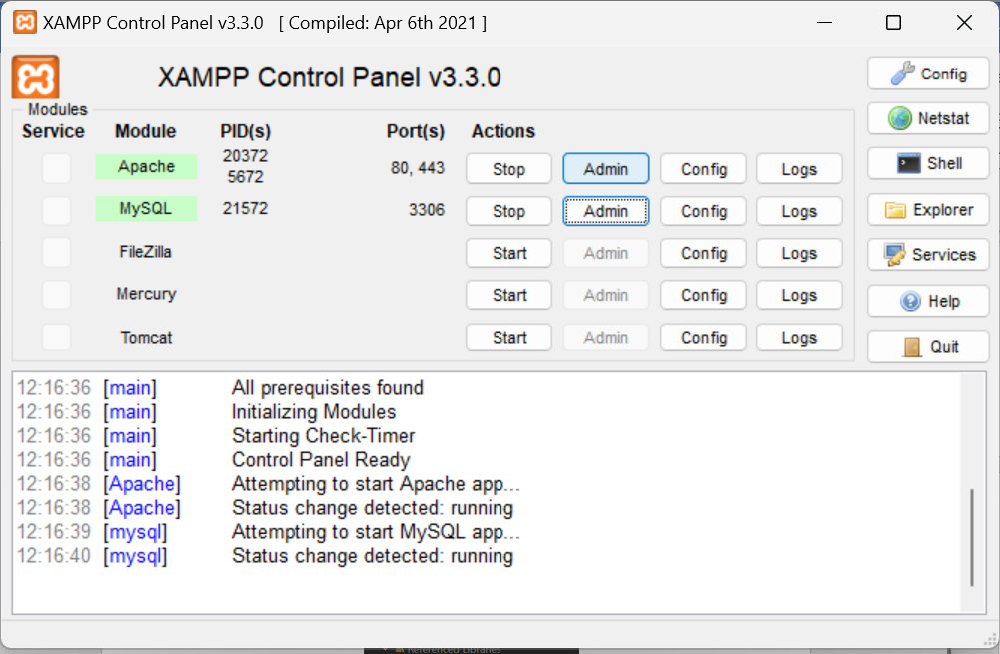 XAMPP Control Panel v3.3.0 [ Compiled: Apr 6th 2021 ]
XAMPP Control Panel v3.3.0
Config
Modules
Service Module PID(s) Port(s) Actions
Netstat
Apache 20372 5672 80, 443 Stop Admin Config Logs
Shell
MySQL 21572 3306 Stop Admin Config Logs
Explorer
FileZilla Start Admin Config Logs
Services
Mercury Start Admin Config Logs
Help
Tomcat Start Admin Config Logs
Quit
12:16:36 [main] All prerequisites found
12:16:36 [main] Initializing Modules
12:16:36 [main] Starting Check-Timer
12:16:36 [main] Control Panel Ready
12:16:38 [Apache] Attempting to start Apache app...
12:16:38 [Apache] Status change detected: running
12:16:39 [mysql] Attempting to start MySQL app...
12:16:40 [mysql] Status change detected: running
Referenced Libraries